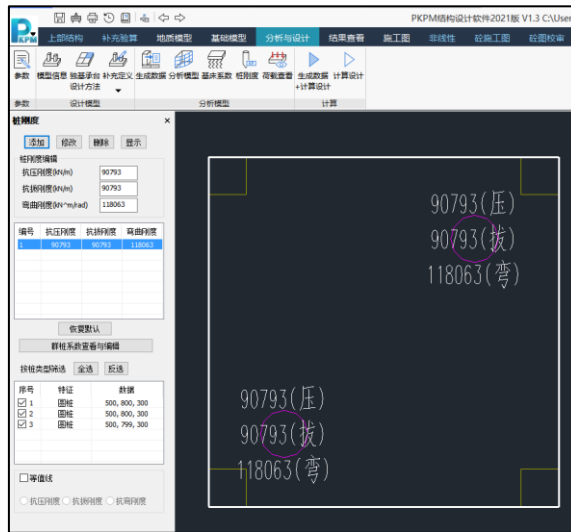 PKPM结构设计软件2021版 V1.3 C:\User
PKPM
上部结构 补充验算 地质模型 基础模型 分析与设计 结果查看 施工图 非线性 砼施工图 砼图校审
参数 模型信息 独基承台设计方法 补充定义 生成数据 分析模型 基床系数 桩刚度 荷载查看 生成数据+计算设计 计算设计
参数 设计模型 分析模型 计算
桩刚度 ×
添加 修改 删除 显示
桩刚度编辑
抗压刚度(kN/m) 90793
抗拔刚度(kN/m) 90793
弯曲刚度(kN*m/rad) 118063
编号 抗压刚度 抗拔刚度 弯曲刚度
1 90793 90793 118063
恢复默认
群桩系数查看与编辑
按桩类型筛选 全选 反选
序号 特征 数据
1 圆桩 500, 800, 300
2 圆桩 500, 800, 300
3 圆桩 500, 799, 300
等值线
抗压刚度 抗拔刚度 抗弯刚度
90793(压)
90793(拔)
118063(弯)
90793(压)
90793(拔)
118063(弯)